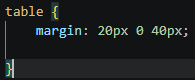 table {
    margin: 20px 0 40px;
}